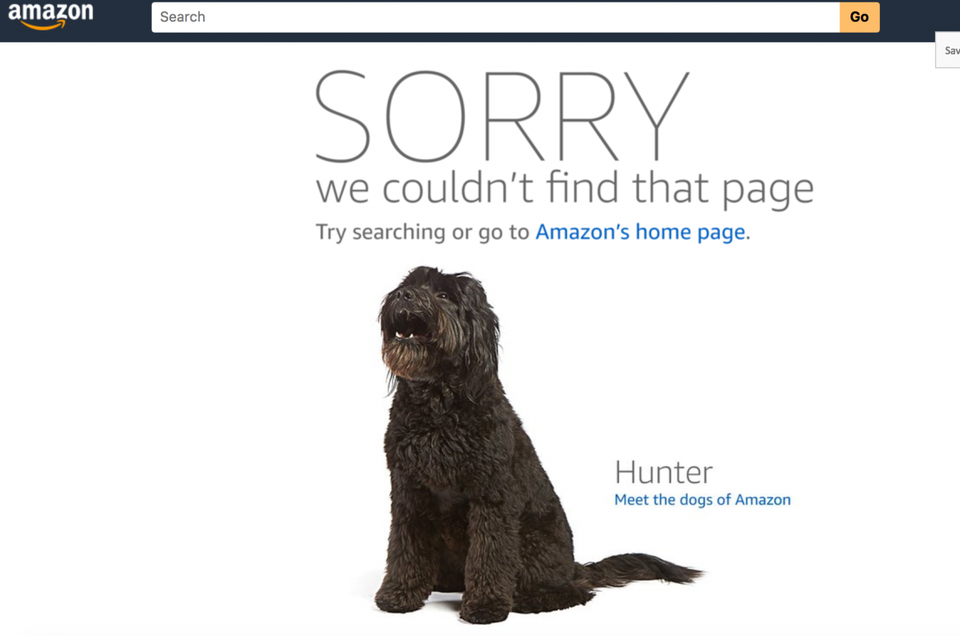 amazon
Search
Go
Sav
SORRY
we couldn't find that page
Try searching or go to Amazon's home page.
Hunter
Meet the dogs of Amazon